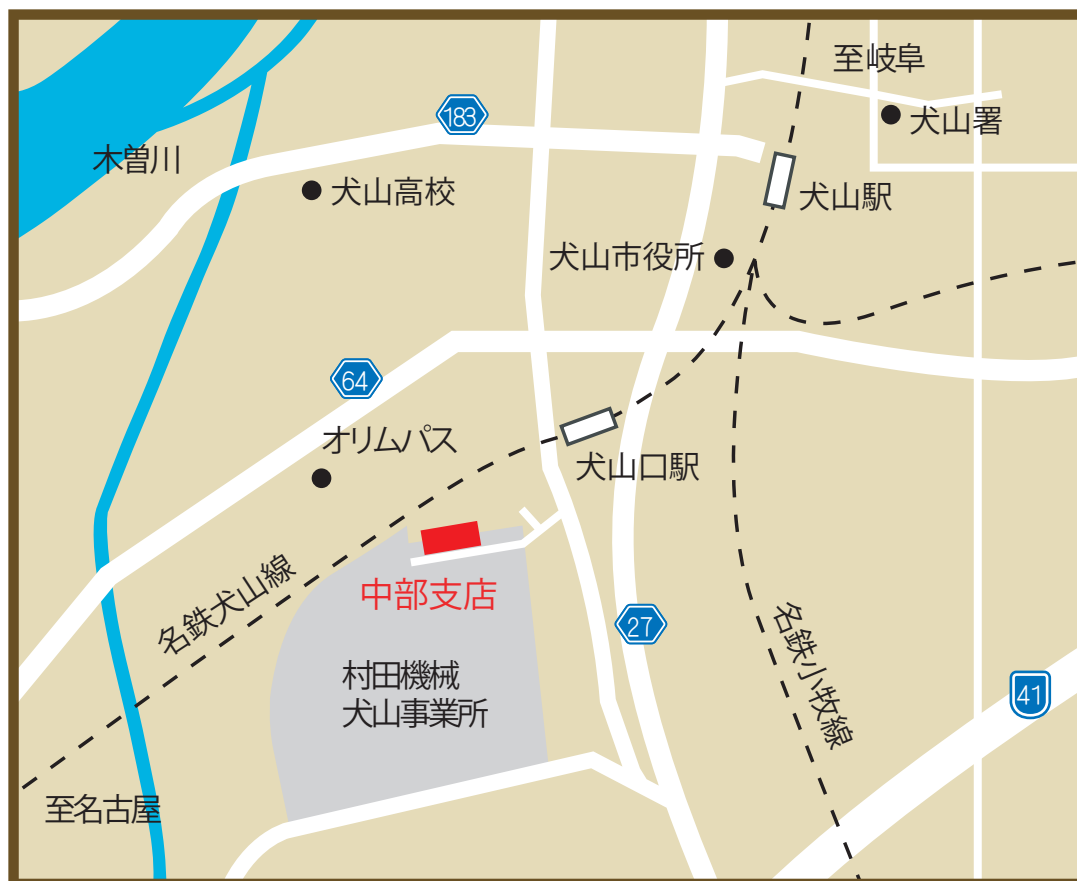 至岐阜
183
犬山署
木曽川
犬山高校
犬山駅
犬山市役所
64
オリムパス
犬山口駅
名鉄犬山線
中部支店
27
名鉄小牧線
村田機械
犬山事業所
41
至名古屋